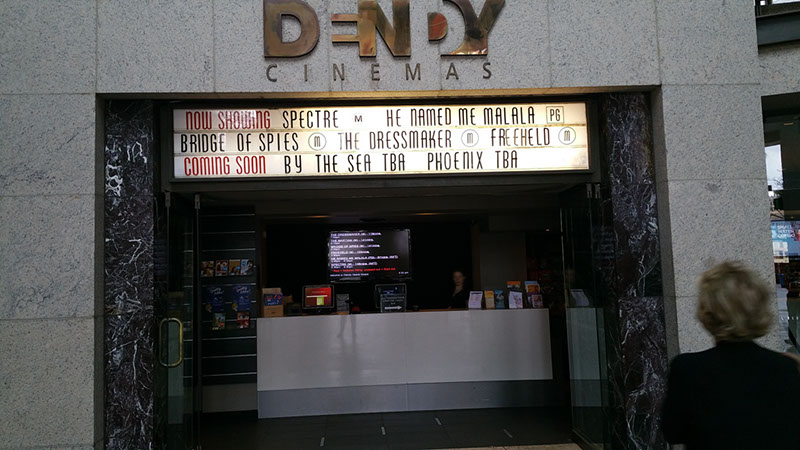 DENDY
CINEMAS
NOW SHOWING SPECTRE M HE NAMED ME MALALA PG
BRIDGE OF SPIES M THE DRESSMAKER M FREEHELD M
COMING SOON BY THE SEA TBA PHOENIX TBA